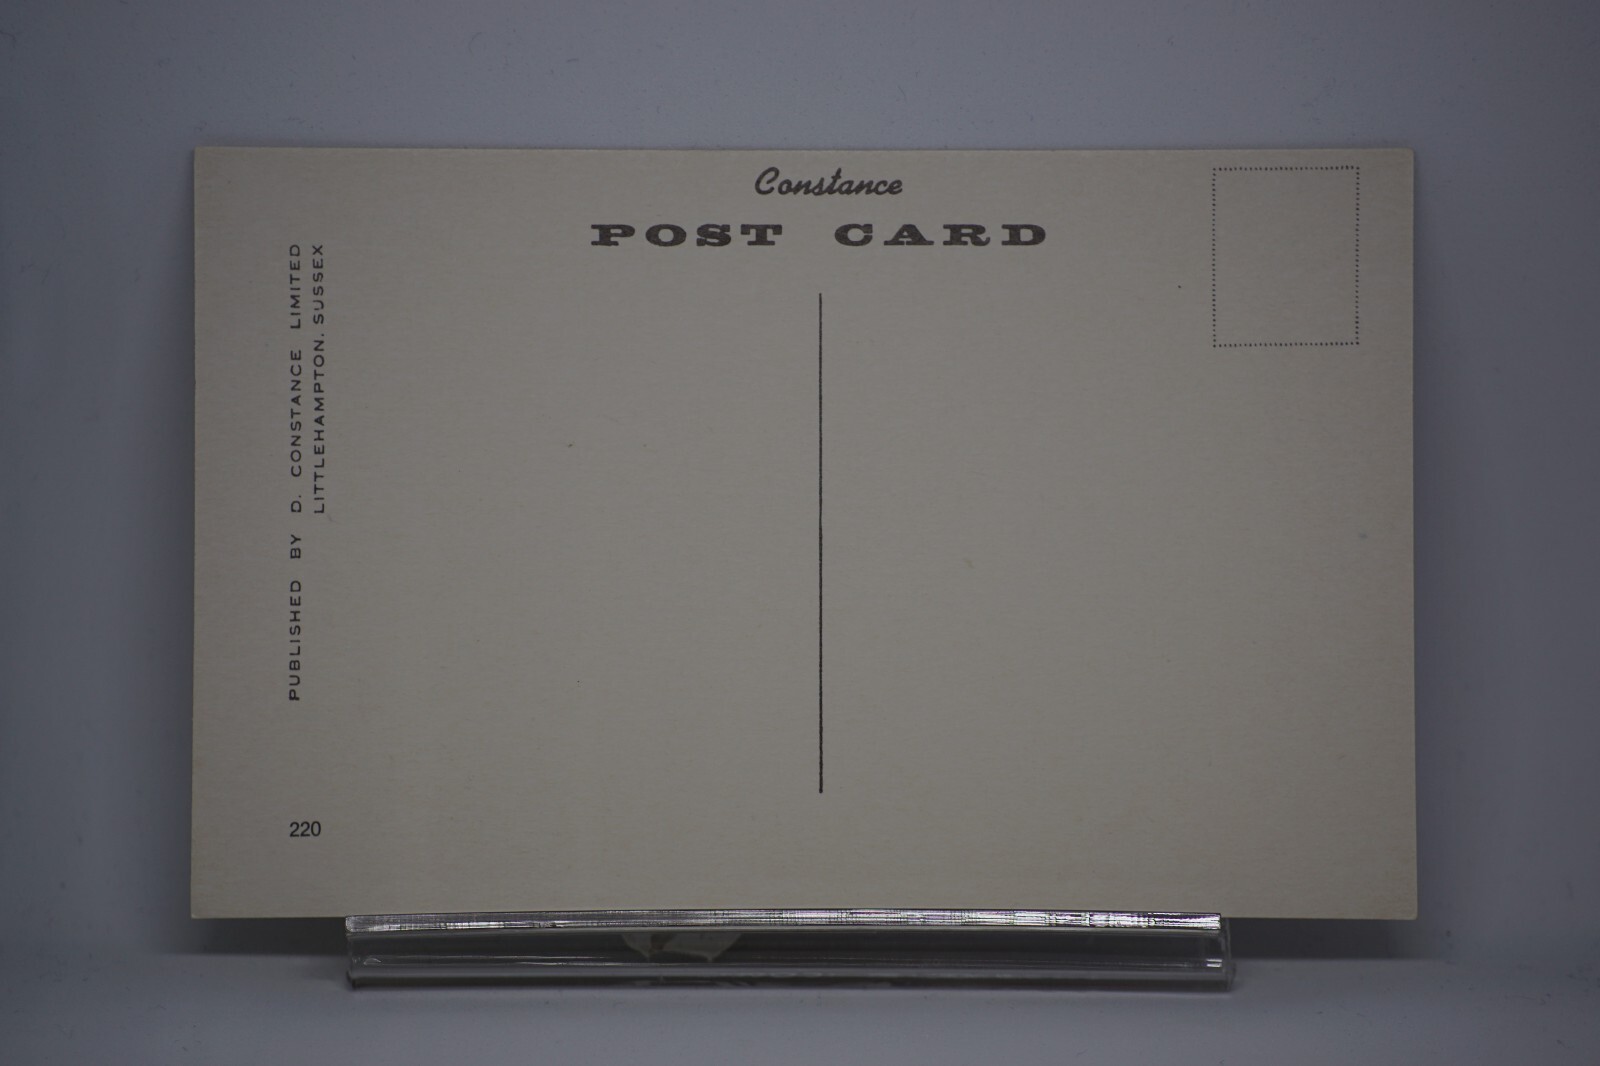 Constance
POST CARD
PUBLISHED BY D. CONSTANCE LIMITED
LITTLEHAMPTON. SUSSEX
220